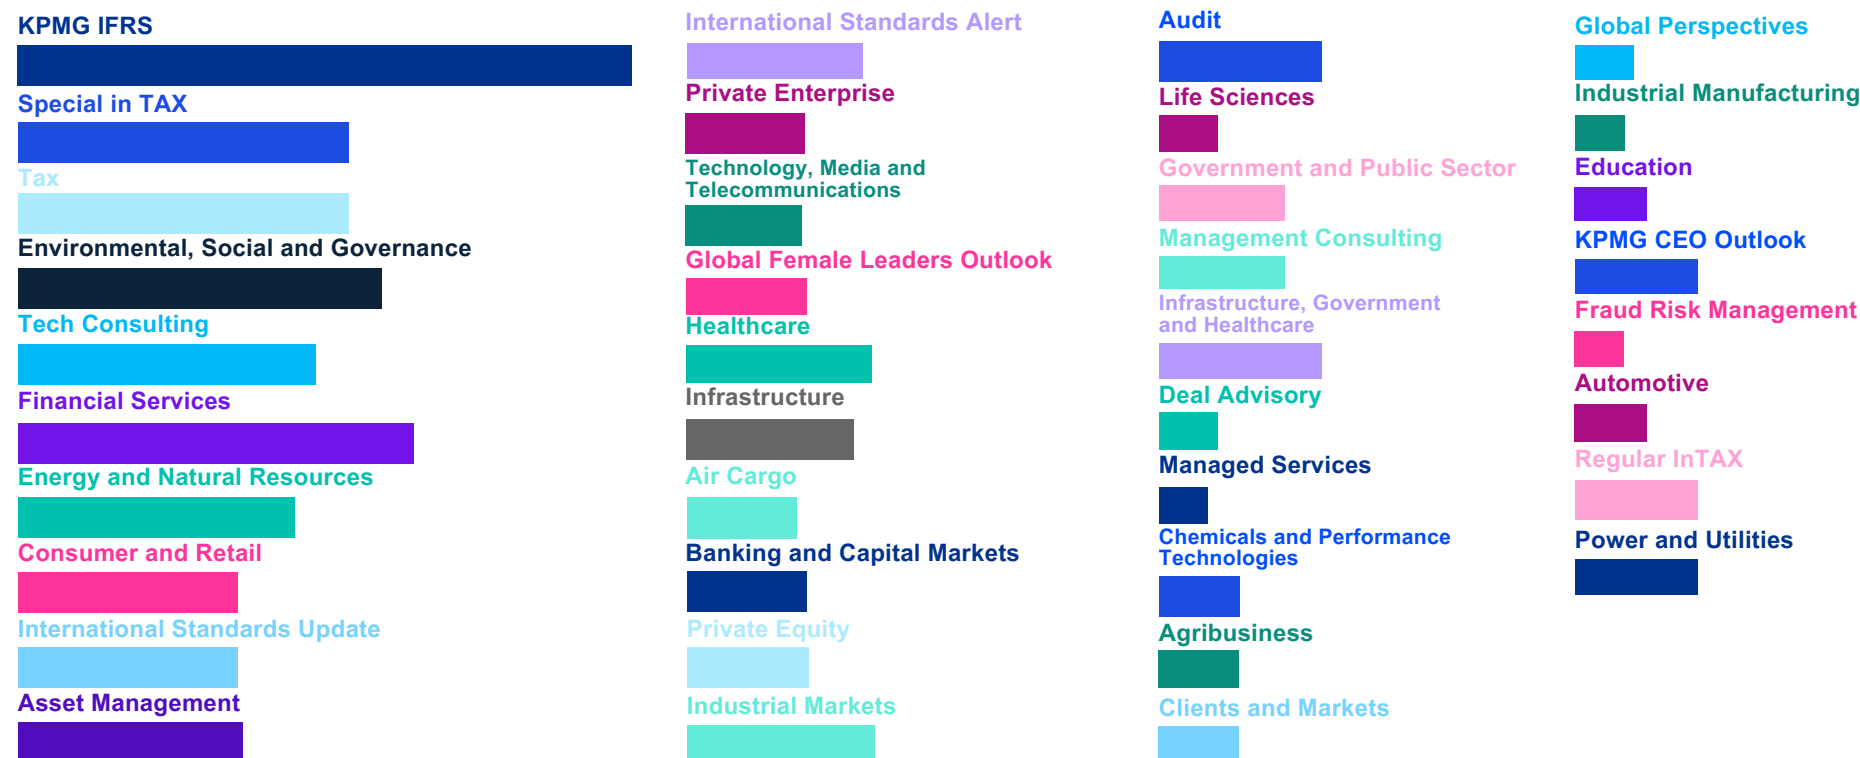 KPMG IFRS
Special in TAX
Tax
Environmental, Social and Governance
Tech Consulting
Financial Services
Energy and Natural Resources
Consumer and Retail
International Standards Update
Asset Management
International Standards Alert
Private Enterprise
Technology, Media and
Telecommunications
Global Female Leaders Outlook
Healthcare
Infrastructure
Air Cargo
Banking and Capital Markets
Private Equity
Industrial Markets
Audit
Life Sciences
Government and Public Sector
Management Consulting
Infrastructure, Government
and Healthcare
Deal Advisory
Managed Services
Chemicals and Performance
Technologies
Agribusiness
Clients and Markets
Global Perspectives
Industrial Manufacturing
Education
KPMG CEO Outlook
Fraud Risk Management
Automotive
Regular InTAX
Power and Utilities